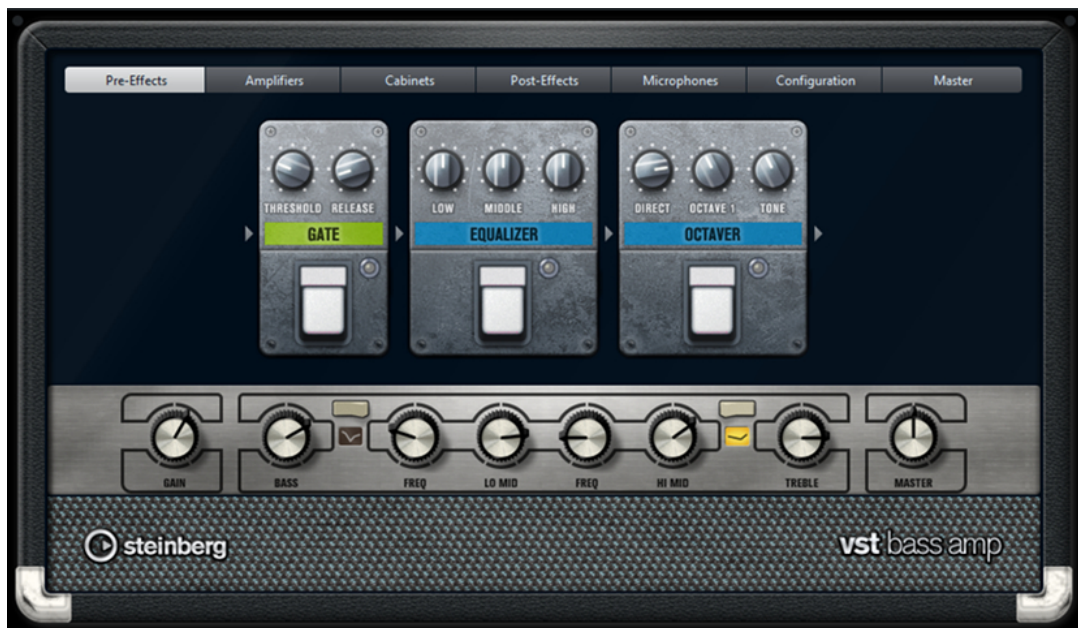 Pre-Effects Amplifiers Cabinets Post-Effects Microphones Configuration Master
THRESHOLD RELEASE LOW MIDDLE HIGH DIRECT OCTAVE 1 TONE
GATE EQUALIZER OCTAVER
GAIN BASS FREQ LO MID FREQ HI MID TREBLE MASTER
steinberg vst bass amp